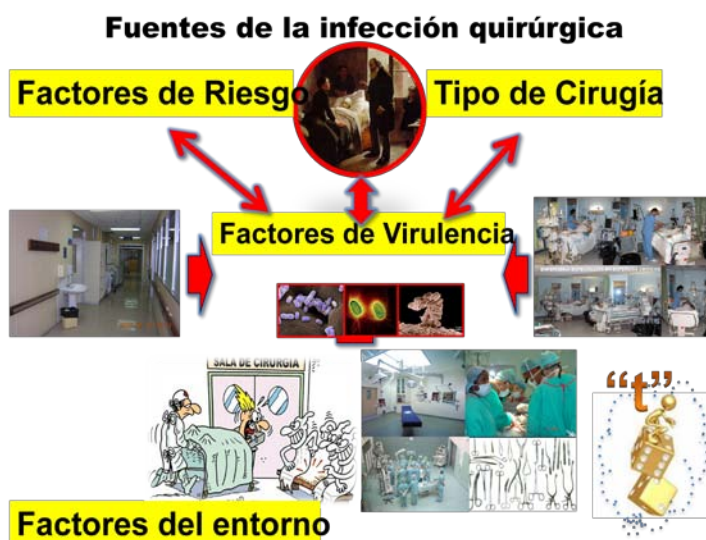 Fuentes de la infección quirúrgica
Factores de Riesgo
Tipo de Cirugía
Factores de Virulencia
SALA DE CIRUGIA
“t”
Factores del entorno